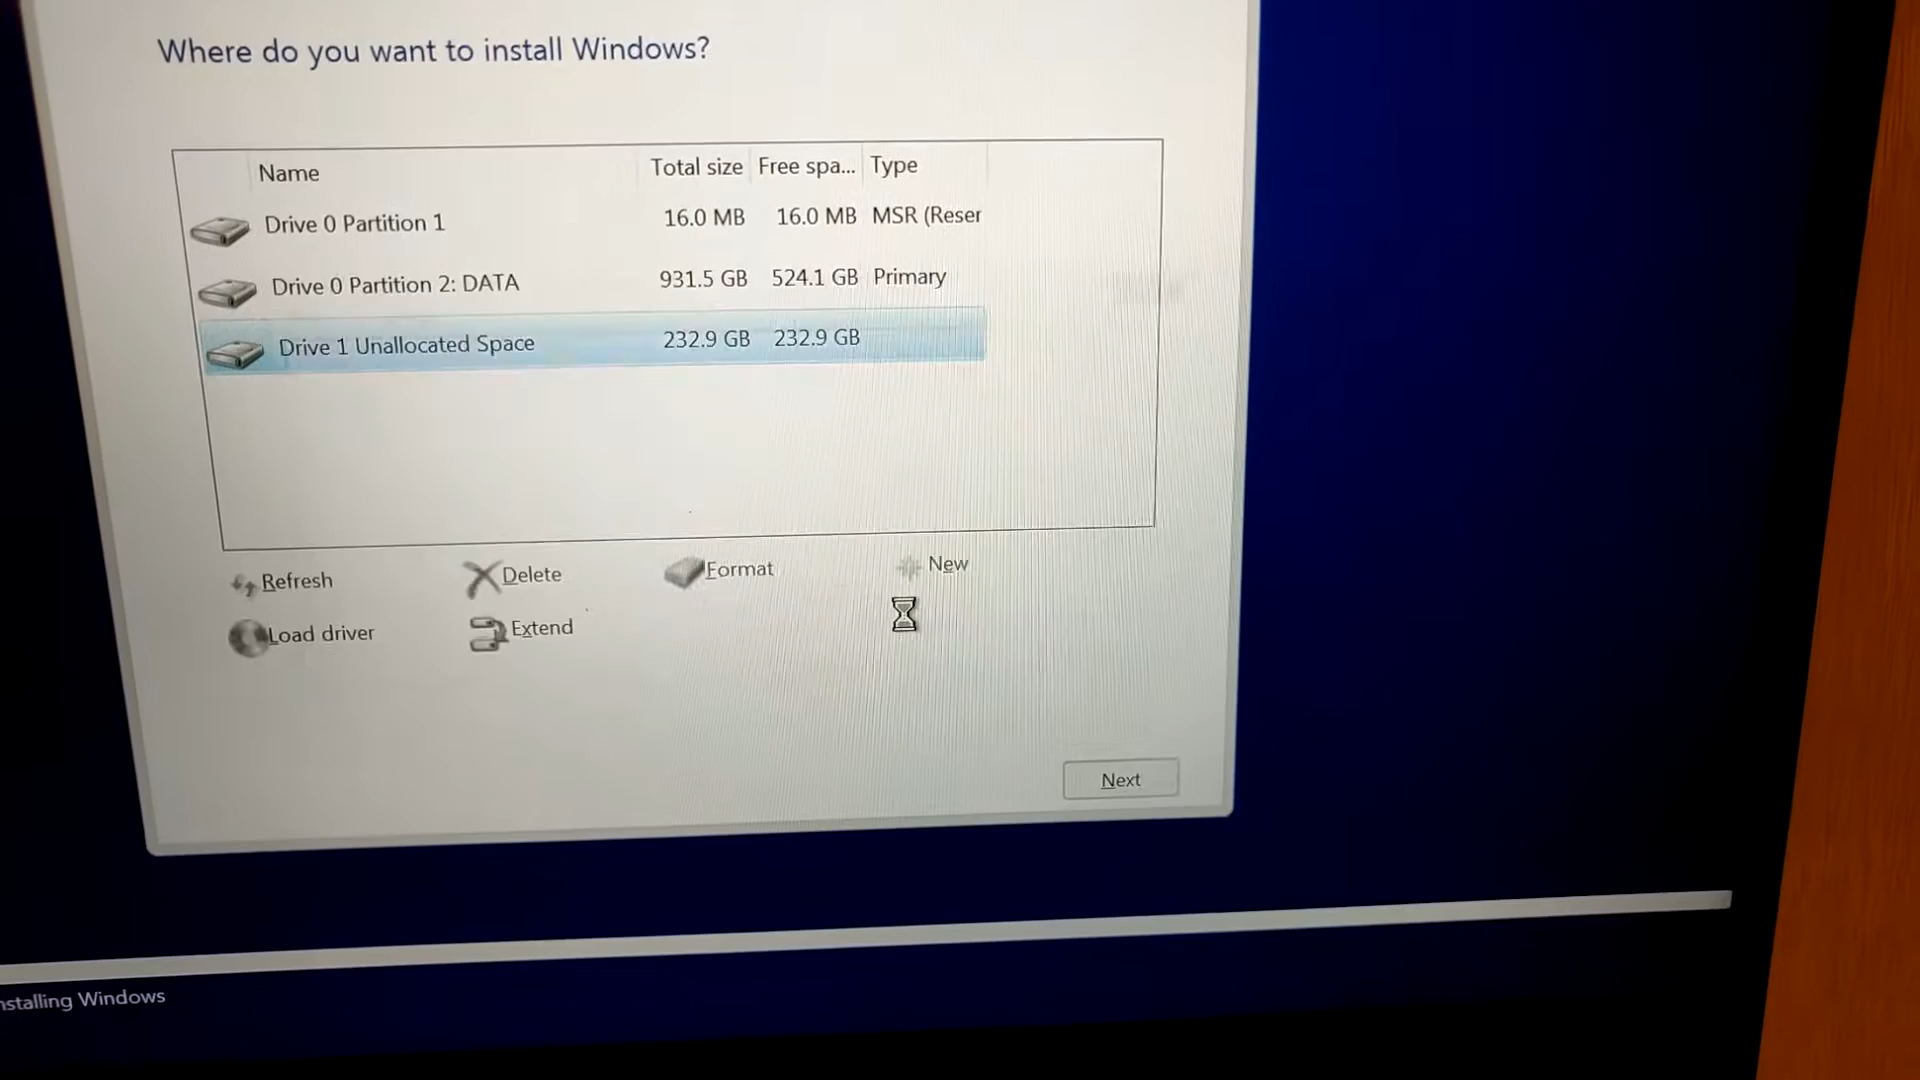 Where do you want to install Windows?
Name Total size Free spa... Type
Drive 0 Partition 1 16.0 MB 16.0 MB MSR (Reser
Drive 0 Partition 2: DATA 931.5 GB 524.1 GB Primary
Drive 1 Unallocated Space 232.9 GB 232.9 GB
Refresh Delete Format New
Load driver Extend
Next
nstalling Windows